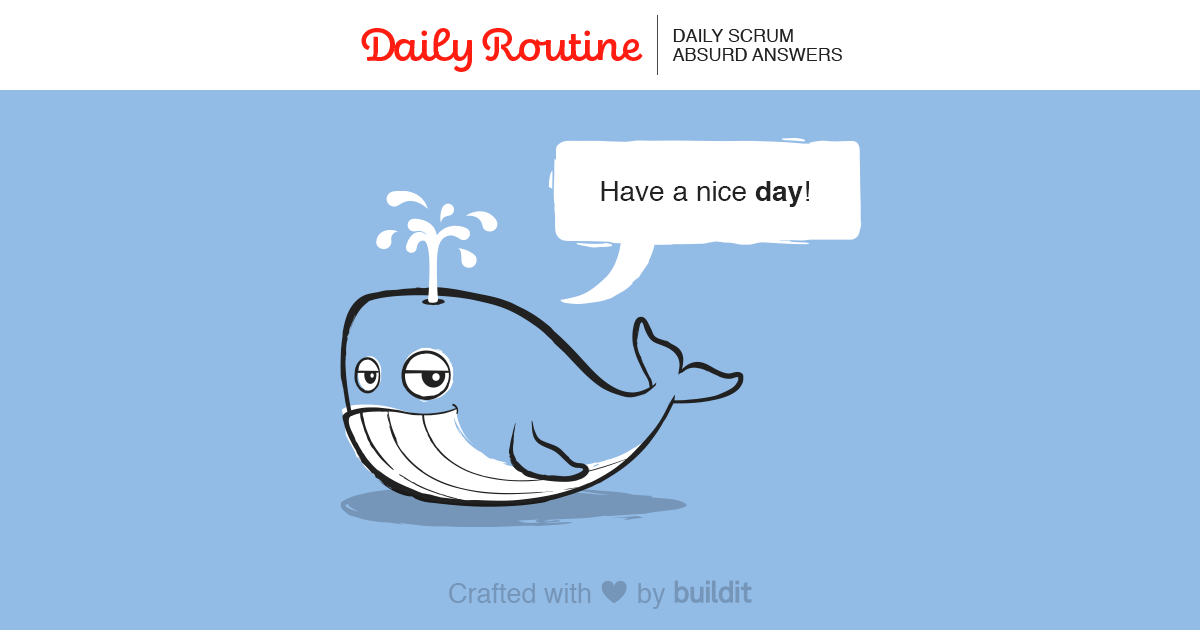 Daily Routine
DAILY SCRUM
ABSURD ANSWERS
Have a nice day!
Crafted with ♥ by buildit